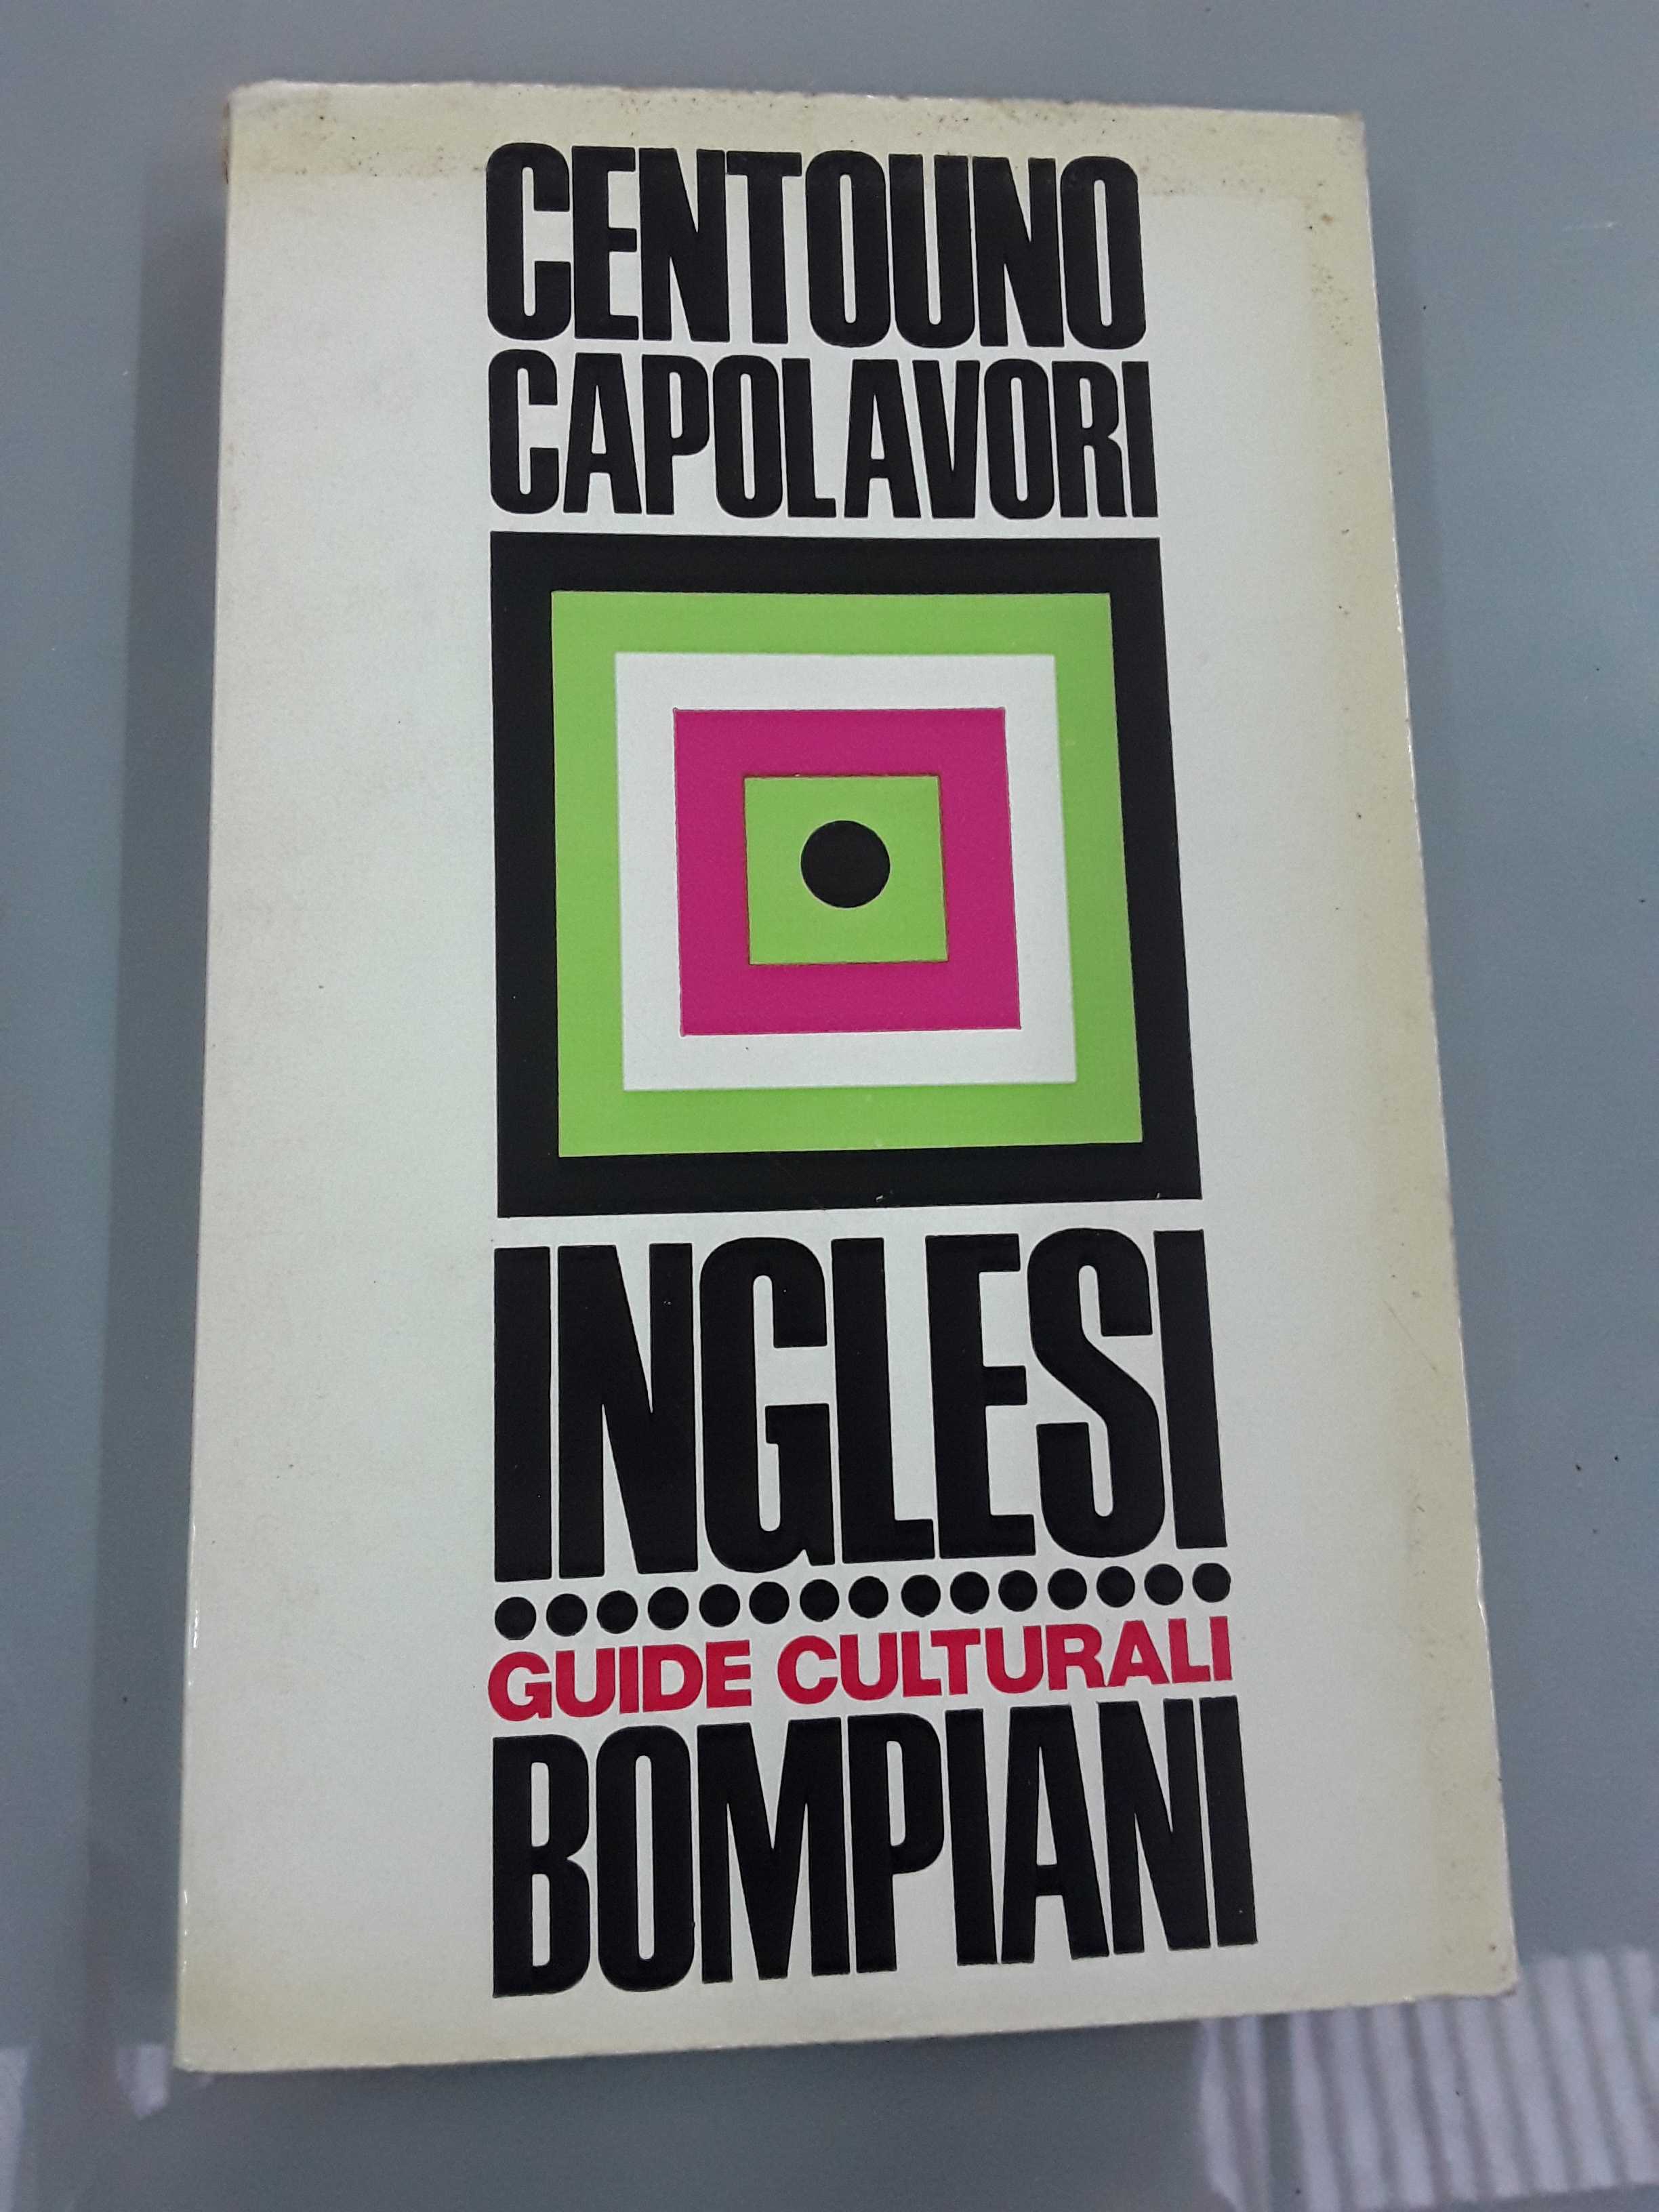 CENTOUNO
CAPOLAVORI
INGLESI
GUIDE CULTURALI
BOMPIANI